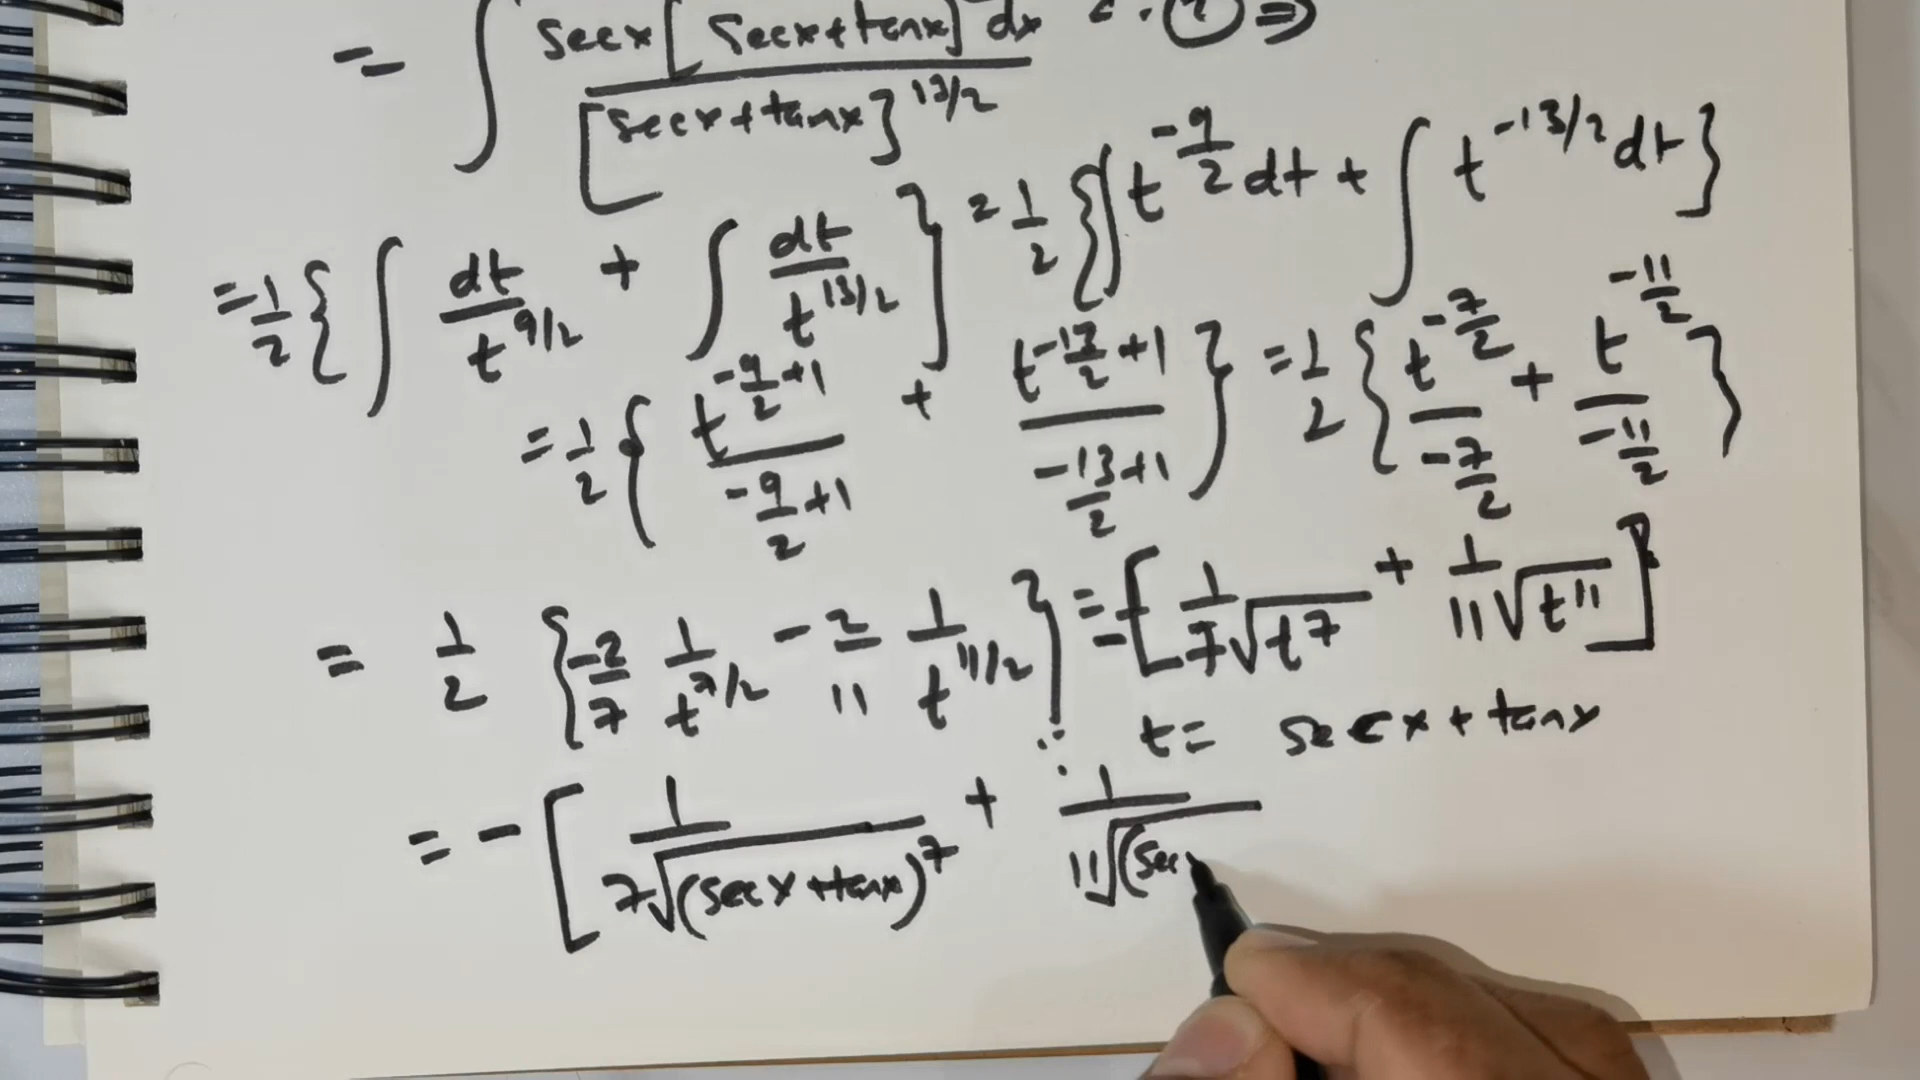 = ∫ secx[secx+tanx] dx / [secx+tanx]^13/2 ⇒
= 1/2 { ∫ dt/t^9/2 + ∫ dt/t^13/2 } = 1/2 { ∫ t^-9/2 dt + ∫ t^-13/2 dt }
= 1/2 { t^-9/2+1 / -9/2+1 + t^-13/2+1 / -13/2+1 } = 1/2 { t^-7/2 / -7/2 + t^-11/2 / -11/2 }
= 1/2 { -2/7 1/t^7/2 - 2/11 1/t^11/2 } = -[ 1/7√t^7 + 1/11√t^11 ]
∵ t = secx + tanx
= - [ 1/7√(secx+tanx)^7 + 1/11√(sec